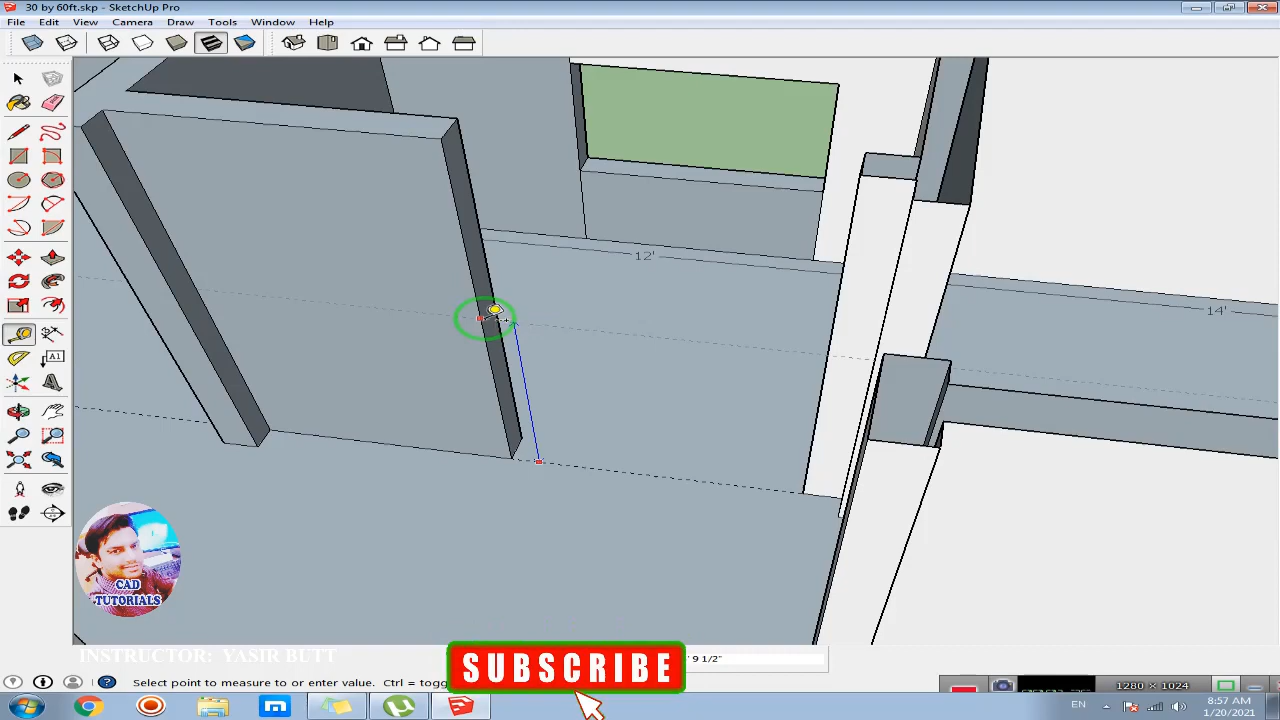 30 by 60ft.skp - SketchUp Pro
File Edit View Camera Draw Tools Window Help
12'
14'
A1
CAD
TUTORIALS
INSTRUCTOR: YASIR BUTT
SUBSCRIBE
' 9 1/2"
Select point to measure or enter value. Ctrl = togg
1280 × 1024
EN
8:57 AM
1/20/2021